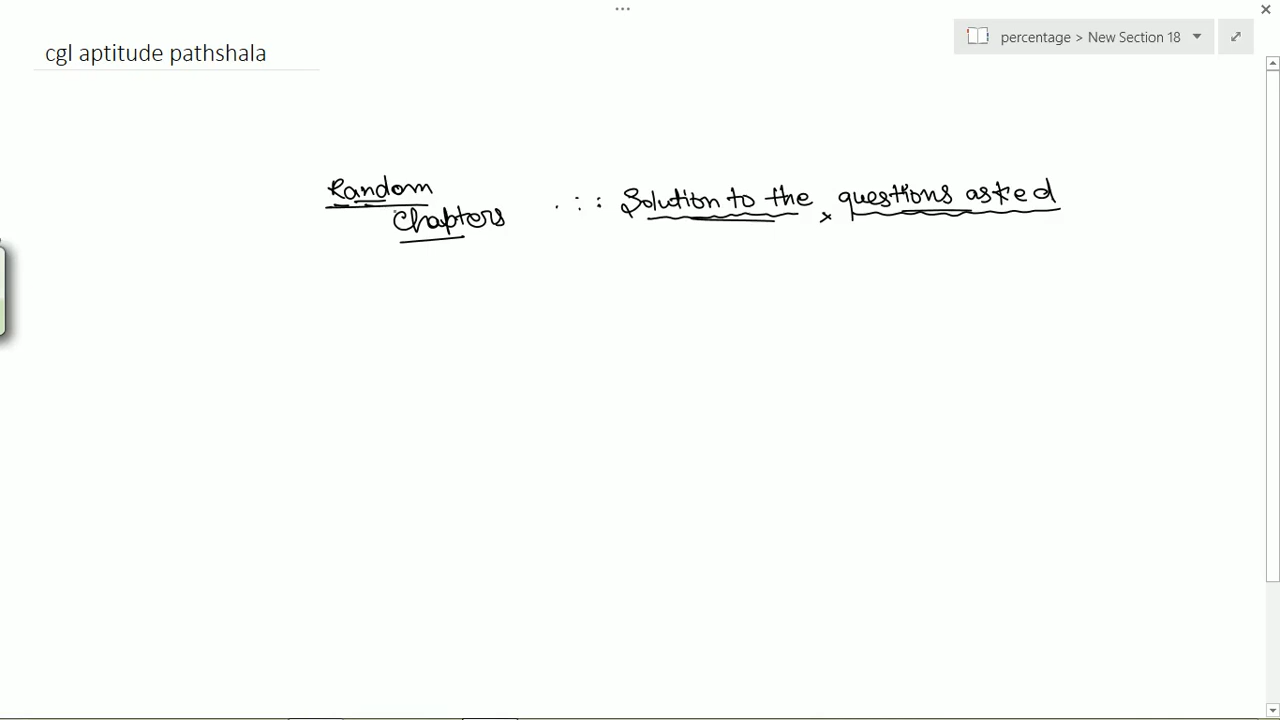 percentage > New Section 18
cgl aptitude pathshala
Random
Chapters
. : : Solution to the questions asked